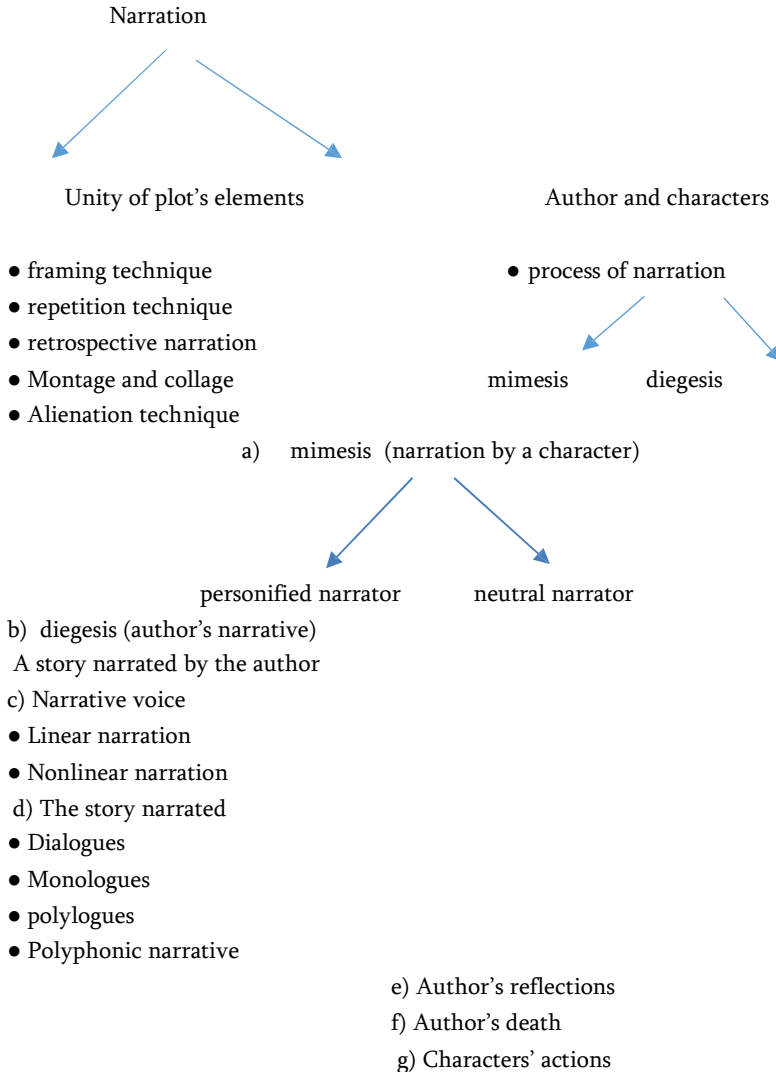 Narration
Unity of plot’s elements Author and characters
● framing technique ● process of narration
● repetition technique
● retrospective narration
● Montage and collage mimesis diegesis
● Alienation technique
a) mimesis (narration by a character)
personified narrator neutral narrator
b) diegesis (author’s narrative)
A story narrated by the author
c) Narrative voice
● Linear narration
● Nonlinear narration
d) The story narrated
● Dialogues
● Monologues
● polylogues
● Polyphonic narrative
e) Author’s reflections
f) Author’s death
g) Characters’ actions